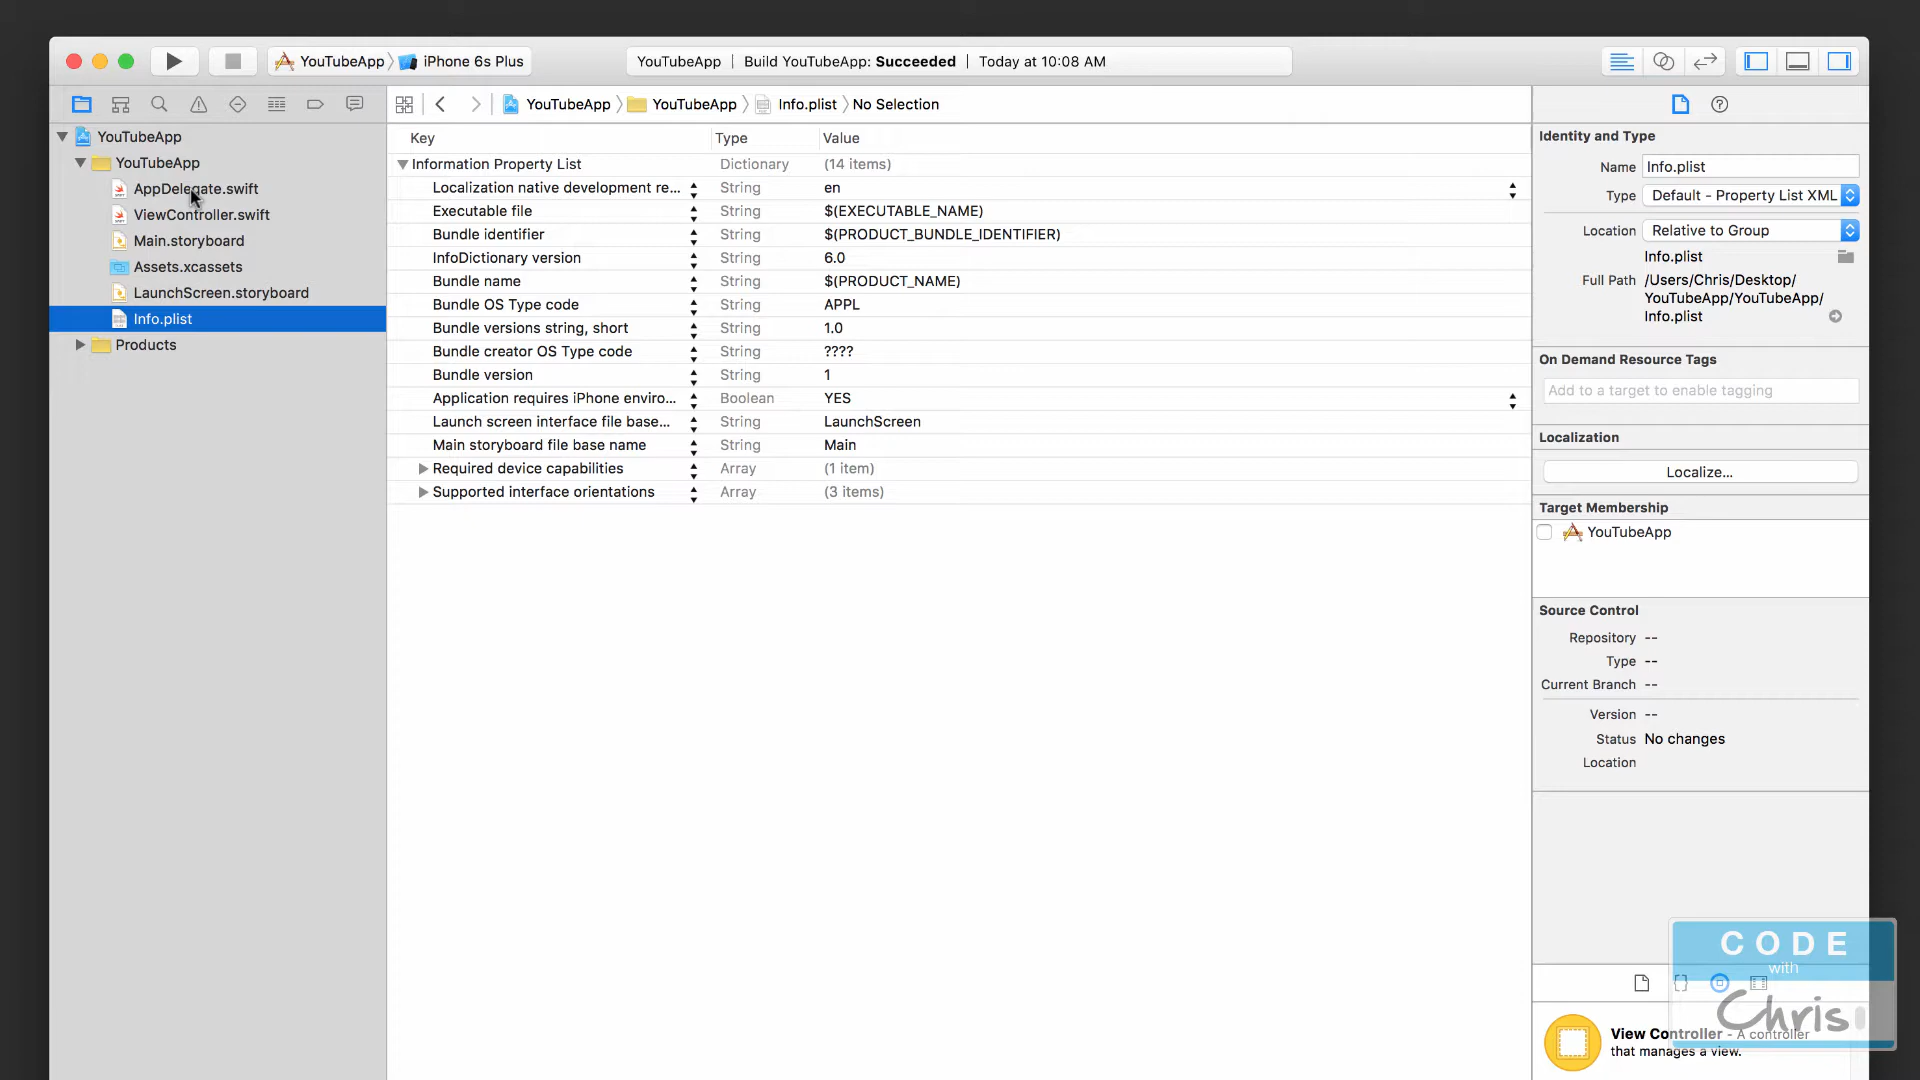 YouTubeApp iPhone 6s Plus YouTubeApp | Build YouTubeApp: Succeeded | Today at 10:08 AM
YouTubeApp YouTubeApp Info.plist No Selection
YouTubeApp
YouTubeApp
AppDelegate.swift
ViewController.swift
Main.storyboard
Assets.xcassets
LaunchScreen.storyboard
Info.plist
Products
Key Type Value
Information Property List Dictionary (14 items)
Localization native development re... String en
Executable file String $(EXECUTABLE_NAME)
Bundle identifier String $(PRODUCT_BUNDLE_IDENTIFIER)
InfoDictionary version String 6.0
Bundle name String $(PRODUCT_NAME)
Bundle OS Type code String APPL
Bundle versions string, short String 1.0
Bundle creator OS Type code String ????
Bundle version String 1
Application requires iPhone enviro... Boolean YES
Launch screen interface file base... String LaunchScreen
Main storyboard file base name String Main
Required device capabilities Array (1 item)
Supported interface orientations Array (3 items)
Identity and Type
Name Info.plist
Type Default - Property List XML
Location Relative to Group
Info.plist
Full Path /Users/Chris/Desktop/
YouTubeApp/YouTubeApp/
Info.plist
On Demand Resource Tags
Add to a target to enable tagging
Localization
Localize...
Target Membership
YouTubeApp
Source Control
Repository --
Type --
Current Branch --
Version --
Status No changes
Location
CODE
with
Chris
View Controller - A controller
that manages a view.